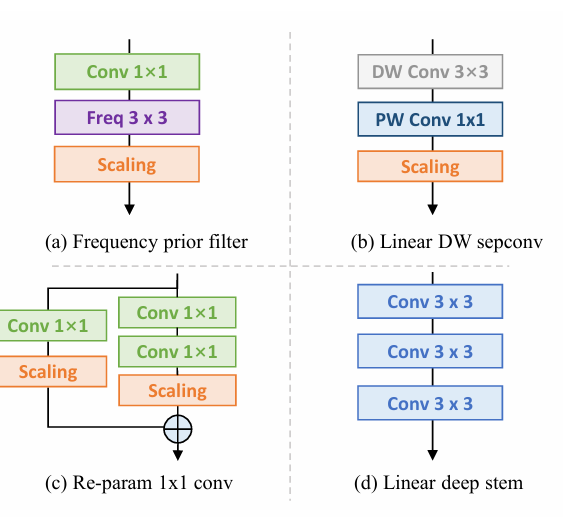 Conv 1×1
Freq 3 x 3
Scaling
(a) Frequency prior filter
DW Conv 3×3
PW Conv 1x1
Scaling
(b) Linear DW sepconv
Conv 1×1
Scaling
Conv 1×1
Conv 1×1
Scaling
(c) Re-param 1x1 conv
Conv 3 x 3
Conv 3 x 3
Conv 3 x 3
(d) Linear deep stem